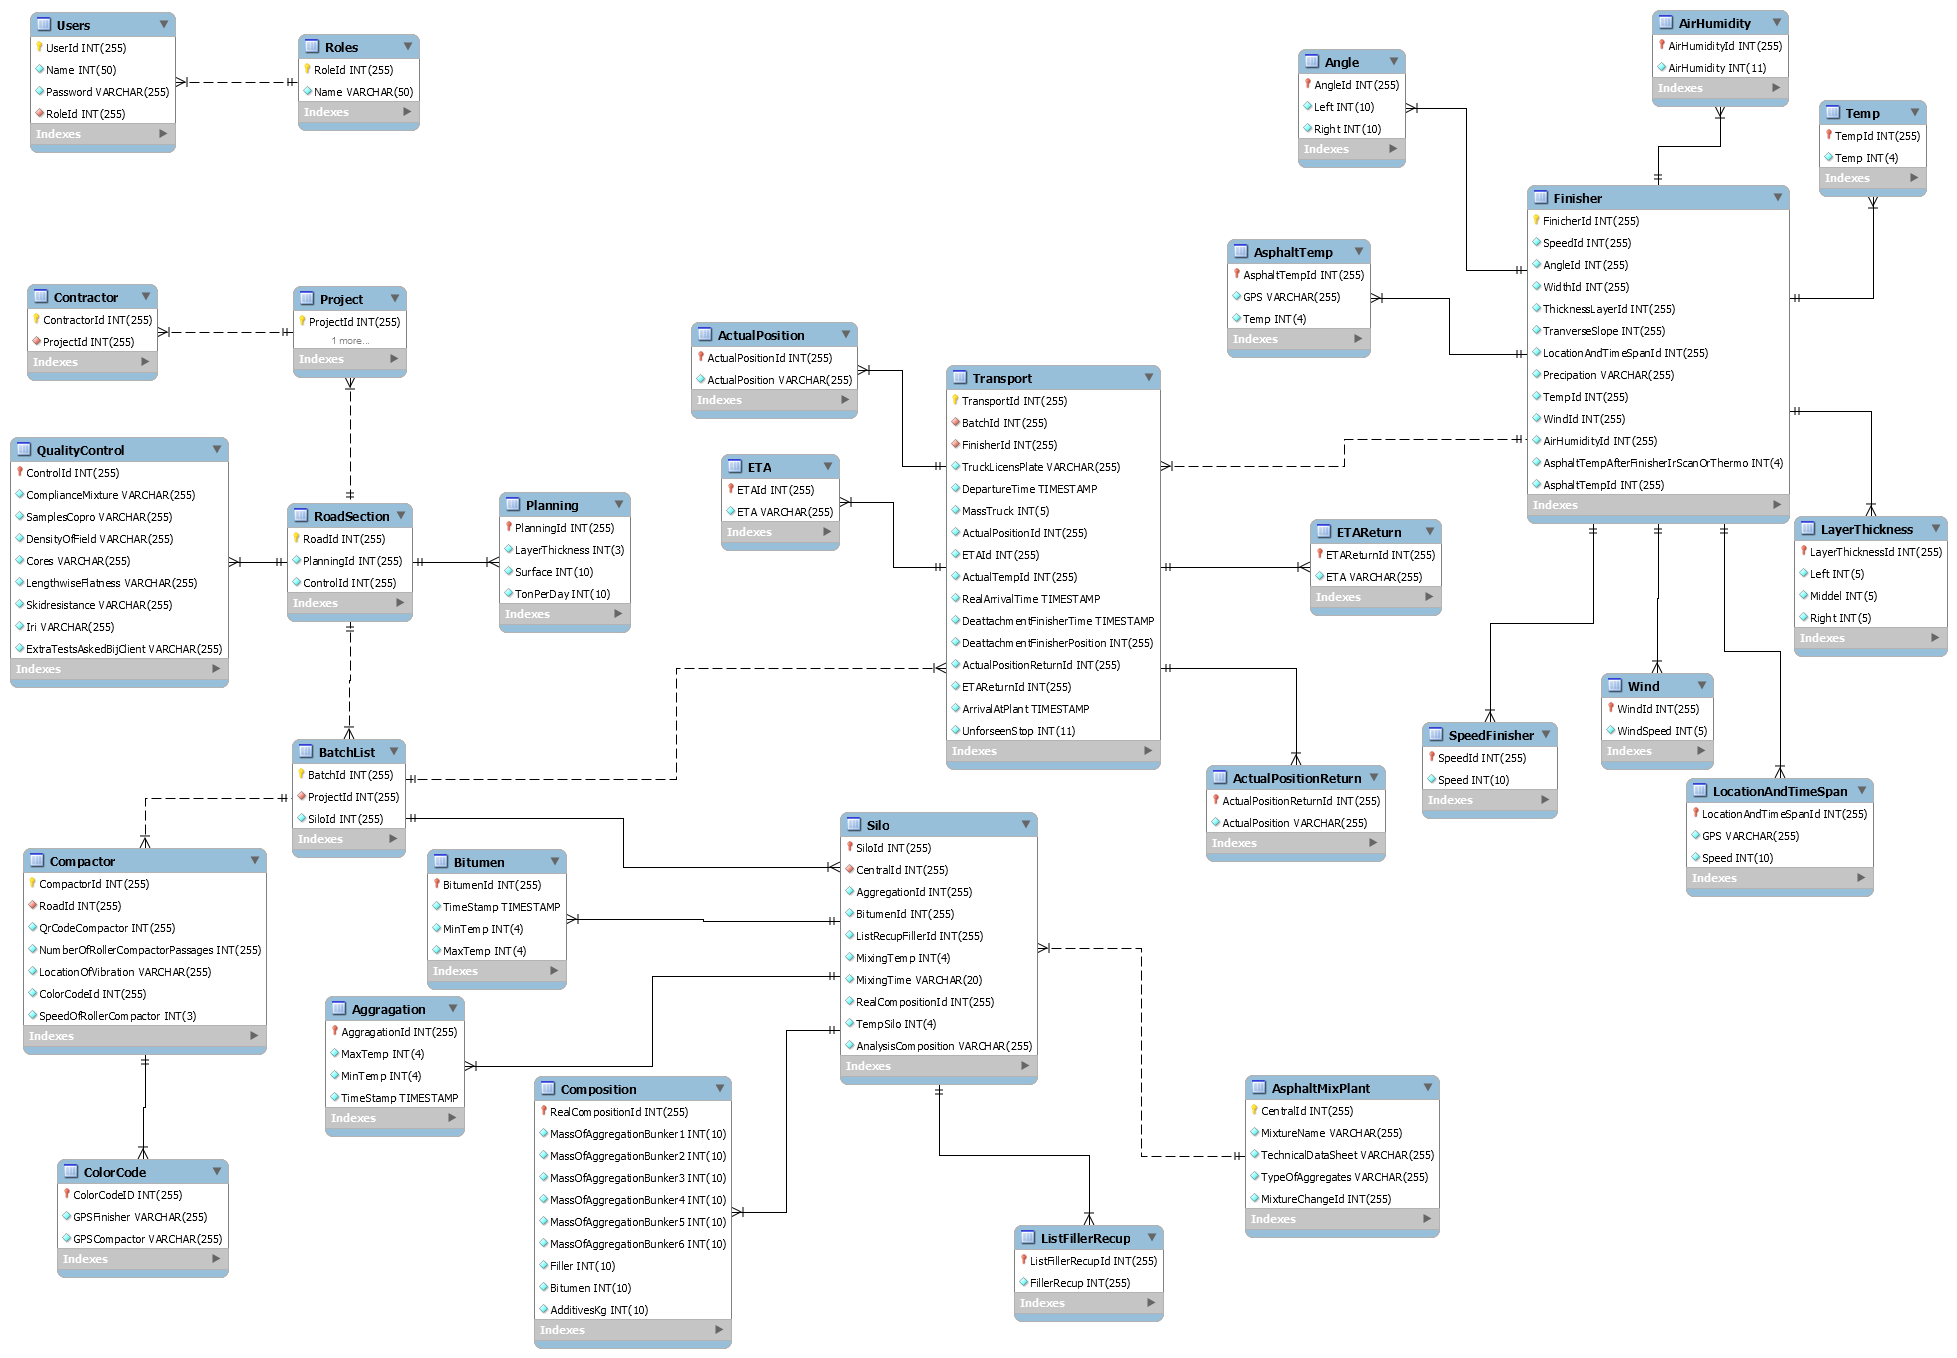 Users
UserId INT(255)
Name INT(50)
Password VARCHAR(255)
RoleId INT(255)
Indexes
Roles
RoleId INT(255)
Name VARCHAR(50)
Indexes
Contractor
ContractorId INT(255)
ProjectId INT(255)
Indexes
Project
ProjectId INT(255)
1 more...
Indexes
QualityControl
ControlId INT(255)
ComplianceMixture VARCHAR(255)
SamplesCopro VARCHAR(255)
DensityOfField VARCHAR(255)
Cores VARCHAR(255)
LengthwiseFlatness VARCHAR(255)
Skidresistance VARCHAR(255)
Iri VARCHAR(255)
ExtraTestsAskedBijClient VARCHAR(255)
Indexes
RoadSection
RoadId INT(255)
PlanningId INT(255)
ControlId INT(255)
Indexes
Planning
PlanningId INT(255)
LayerThickness INT(3)
Surface INT(10)
TonPerDay INT(10)
Indexes
BatchList
BatchId INT(255)
ProjectId INT(255)
SiloId INT(255)
Indexes
Compactor
CompactorId INT(255)
RoadId INT(255)
QrCodeCompactor INT(255)
NumberOfRollerCompactorPassages INT(255)
LocationOfVibration VARCHAR(255)
ColorCodeId INT(255)
SpeedOfRollerCompactor INT(3)
Indexes
ColorCode
ColorCodeID INT(255)
GPSFinisher VARCHAR(255)
GPSCompactor VARCHAR(255)
Indexes
Bitumen
BitumenId INT(255)
TimeStamp TIMESTAMP
MinTemp INT(4)
MaxTemp INT(4)
Indexes
Aggragation
AggragationId INT(255)
MaxTemp INT(4)
MinTemp INT(4)
TimeStamp TIMESTAMP
Indexes
Composition
RealCompositionId INT(255)
MassOfAggregationBunker1 INT(10)
MassOfAggregationBunker2 INT(10)
MassOfAggregationBunker3 INT(10)
MassOfAggregationBunker4 INT(10)
MassOfAggregationBunker5 INT(10)
MassOfAggregationBunker6 INT(10)
Filler INT(10)
Bitumen INT(10)
AdditivesKg INT(10)
Indexes
Silo
SiloId INT(255)
CentralId INT(255)
AggregationId INT(255)
BitumenId INT(255)
ListRecupFillerId INT(255)
MixingTemp INT(4)
MixingTime VARCHAR(20)
RealCompositionId INT(255)
TempSilo INT(4)
AnalysisComposition VARCHAR(255)
Indexes
ListFillerRecup
ListFillerRecupId INT(255)
FillerRecup INT(255)
Indexes
AsphaltMixPlant
CentralId INT(255)
MixtureName VARCHAR(255)
TechnicalDataSheet VARCHAR(255)
TypeOfAggregates VARCHAR(255)
MixtureChangeId INT(255)
Indexes
ActualPosition
ActualPositionId INT(255)
ActualPosition VARCHAR(255)
Indexes
ETA
ETAId INT(255)
ETA VARCHAR(255)
Indexes
Transport
TransportId INT(255)
BatchId INT(255)
FinisherId INT(255)
TruckLicensPlate VARCHAR(255)
DepartureTime TIMESTAMP
MassTruck INT(5)
ActualPositionId INT(255)
ETAId INT(255)
ActualTempId INT(255)
RealArrivalTime TIMESTAMP
DeattachmentFinisherTime TIMESTAMP
DeattachmentFinisherPosition INT(255)
ActualPositionReturnId INT(255)
ETAReturnId INT(255)
ArrivalAtPlant TIMESTAMP
UnforseenStop INT(11)
Indexes
ETAReturn
ETAReturnId INT(255)
ETA VARCHAR(255)
Indexes
ActualPositionReturn
ActualPositionReturnId INT(255)
ActualPosition VARCHAR(255)
Indexes
Angle
AngleId INT(255)
Left INT(10)
Right INT(10)
Indexes
AsphaltTemp
AsphaltTempId INT(255)
GPS VARCHAR(255)
Temp INT(4)
Indexes
AirHumidity
AirHumidityId INT(255)
AirHumidity INT(11)
Indexes
Temp
TempId INT(255)
Temp INT(4)
Indexes
Finisher
FinicherId INT(255)
SpeedId INT(255)
AngleId INT(255)
WidthId INT(255)
ThicknessLayerId INT(255)
TranverseSlope INT(255)
LocationAndTimeSpanId INT(255)
Precipation VARCHAR(255)
TempId INT(255)
WindId INT(255)
AirHumidityId INT(255)
AsphaltTempAfterFinisherIrScanOrThermo INT(4)
AsphaltTempId INT(255)
Indexes
LayerThickness
LayerThicknessId INT(255)
Left INT(5)
Middel INT(5)
Right INT(5)
Indexes
SpeedFinisher
SpeedId INT(255)
Speed INT(10)
Indexes
Wind
WindId INT(255)
WindSpeed INT(5)
Indexes
LocationAndTimeSpan
LocationAndTimeSpanId INT(255)
GPS VARCHAR(255)
Speed INT(10)
Indexes